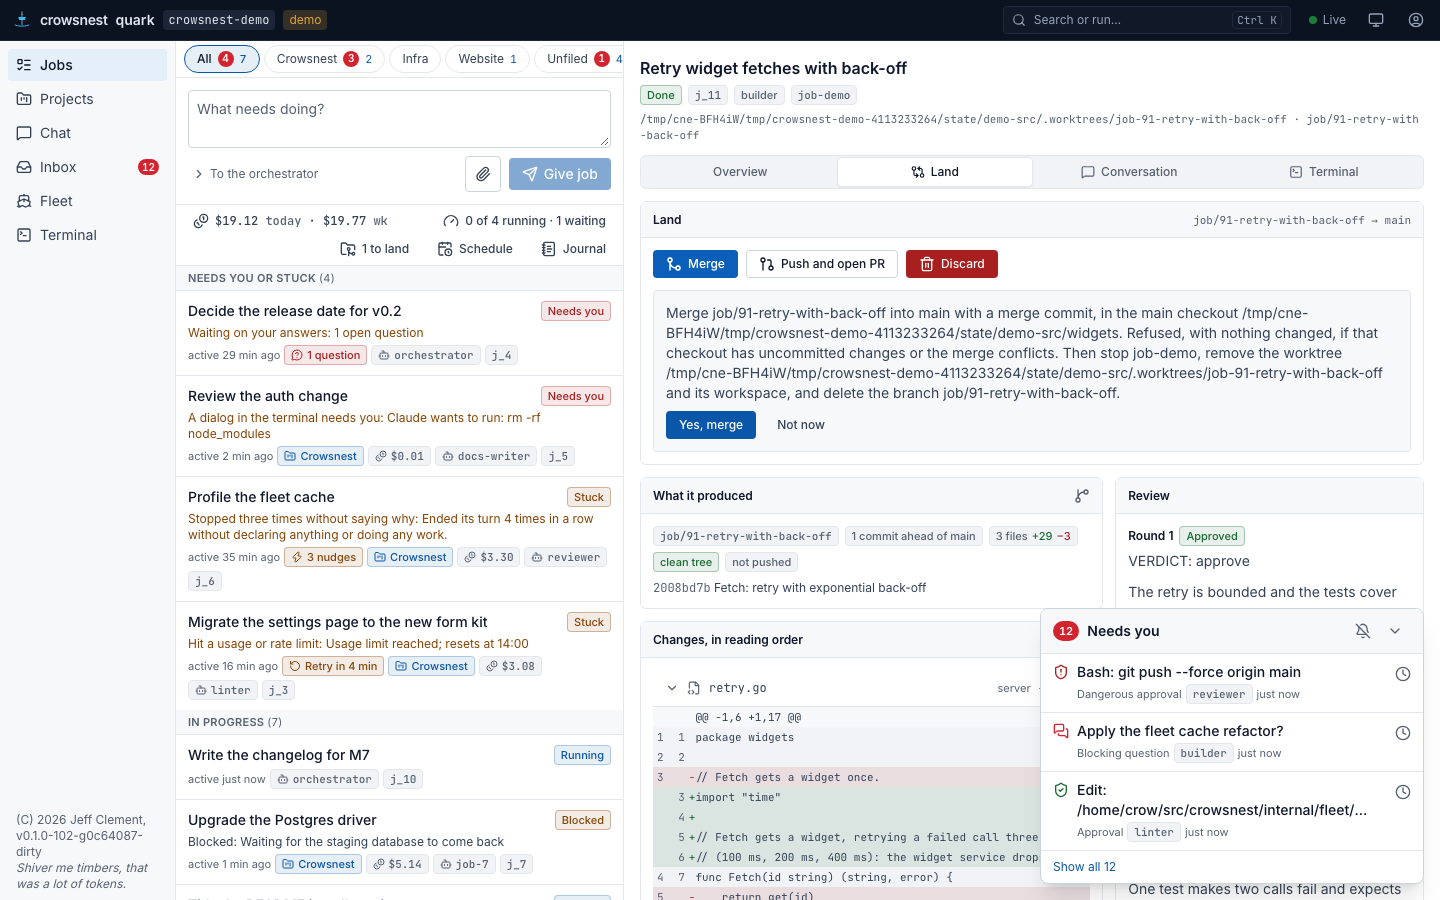 crowsnest quark crowsnest-demo demo
Search or run... Ctrl K
Live
Jobs
Projects
Chat
Inbox 12
Fleet
Terminal
(C) 2026 Jeff Clement,
v0.1.0-102-g0c64087-
dirty
Shiver me timbers, that
was a lot of tokens.
All 4 7
Crowsnest 3 2
Infra
Website 1
Unfiled 1 4
What needs doing?
To the orchestrator
Give job
$19.12 today · $19.77 wk
0 of 4 running · 1 waiting
1 to land
Schedule
Journal
NEEDS YOU OR STUCK (4)
Decide the release date for v0.2 Needs you
Waiting on your answers: 1 open question
active 29 min ago 1 question orchestrator j_4
Review the auth change Needs you
A dialog in the terminal needs you: Claude wants to run: rm -rf
node_modules
active 2 min ago Crowsnest $0.01 docs-writer j_5
Profile the fleet cache Stuck
Stopped three times without saying why: Ended its turn 4 times in a row
without declaring anything or doing any work.
active 35 min ago 3 nudges Crowsnest $3.30 reviewer
j_6
Migrate the settings page to the new form kit Stuck
Hit a usage or rate limit: Usage limit reached; resets at 14:00
active 16 min ago Retry in 4 min Crowsnest $3.08
linter j_3
IN PROGRESS (7)
Write the changelog for M7 Running
active just now orchestrator j_10
Upgrade the Postgres driver Blocked
Blocked: Waiting for the staging database to come back
active 1 min ago Crowsnest $5.14 job-7 j_7
Retry widget fetches with back-off
Done j_11 builder job-demo
/tmp/cne-BFH4iW/tmp/crowsnest-demo-4113233264/state/demo-src/.worktrees/job-91-retry-with-back-off · job/91-retry-with
-back-off
Overview
Land
Conversation
Terminal
Land job/91-retry-with-back-off → main
Merge
Push and open PR
Discard
Merge job/91-retry-with-back-off into main with a merge commit, in the main checkout /tmp/cne-
BFH4iW/tmp/crowsnest-demo-4113233264/state/demo-src/widgets. Refused, with nothing changed, if that
checkout has uncommitted changes or the merge conflicts. Then stop job-demo, remove the worktree
/tmp/cne-BFH4iW/tmp/crowsnest-demo-4113233264/state/demo-src/.worktrees/job-91-retry-with-back-off
and its workspace, and delete the branch job/91-retry-with-back-off.
Yes, merge
Not now
What it produced
job/91-retry-with-back-off 1 commit ahead of main 3 files +29 −3
clean tree not pushed
2008bd7b Fetch: retry with exponential back-off
Review
Round 1 Approved
VERDICT: approve
The retry is bounded and the tests cover
One test makes two calls fail and expects
Changes, in reading order
retry.go server
@@ -1,6 +1,17 @@
1 1 package widgets
2 2
3 -// Fetch gets a widget once.
3 +import "time"
4 +
5 +// Fetch gets a widget, retrying a failed call three
6 +// (100 ms, 200 ms, 400 ms): the widget service drops
4 7 func Fetch(id string) (string, error) {
5 - return get(id)
12 Needs you
Bash: git push --force origin main
Dangerous approval reviewer just now
Apply the fleet cache refactor?
Blocking question builder just now
Edit:
/home/crow/src/crowsnest/internal/fleet/...
Approval linter just now
Show all 12